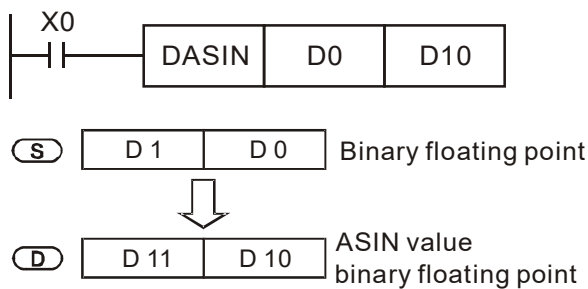 X0
DASIN D0 D10
S D 1 D 0 Binary floating point
D D 11 D 10 ASIN value
binary floating point